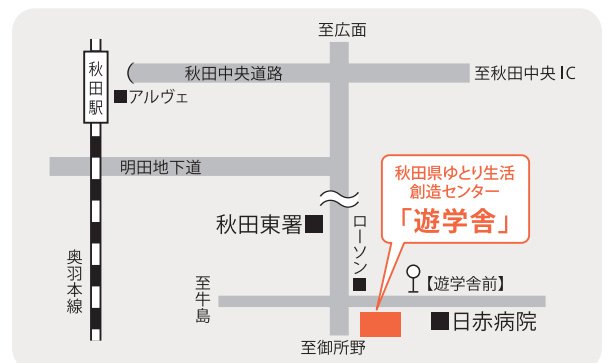 至広面
秋田駅
秋田中央道路
至秋田中央IC
■アルヴェ
明田地下道
秋田県ゆとり生活
創造センター
「遊学舎」
秋田東署■
ローソン■
奥羽本線
至牛島
【遊学舎前】
■日赤病院
至御所野